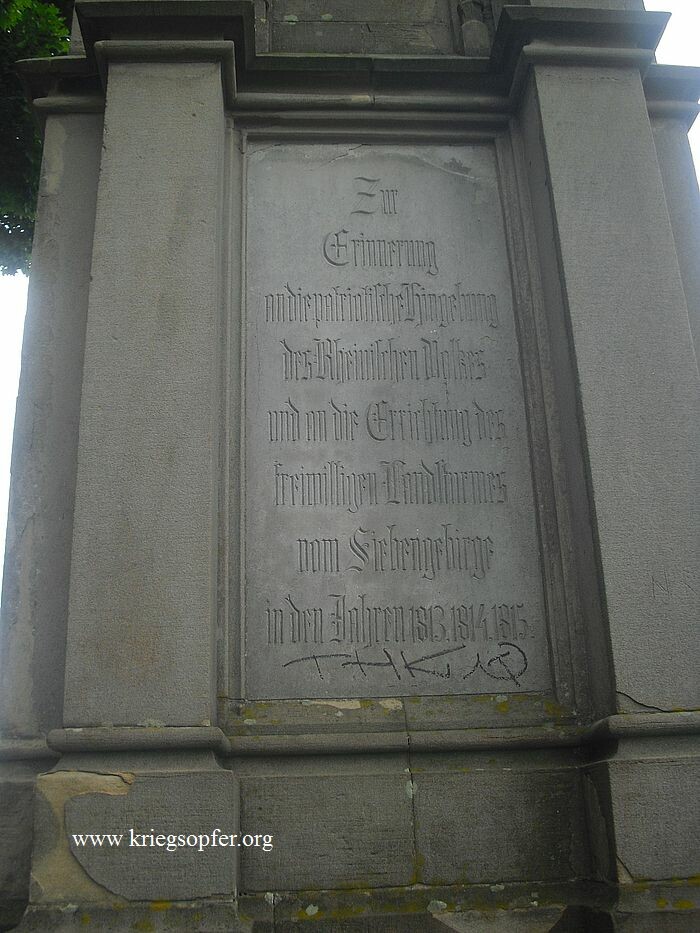 Zur
Erinnerung
an die patriotische Hingebung
des Rheinischen Volkes
und an die Errichtung des
freiwilligen Landsturmes
vom Siebengebirge
in den Jahren 1813.1814.1815.
www.kriegsopfer.org